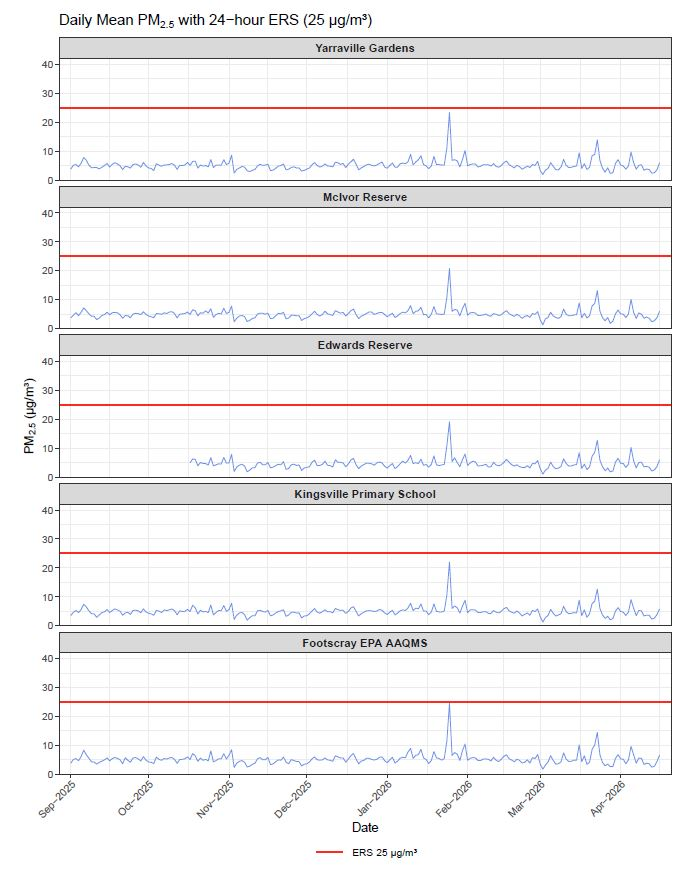 Daily Mean PM2.5 with 24−hour ERS (25 µg/m³)
Yarraville Gardens
40
30
20
10
0
McIvor Reserve
40
30
20
10
0
Edwards Reserve
40
30
20
10
0
PM2.5 (µg/m³)
Kingsville Primary School
40
30
20
10
0
Footscray EPA AAQMS
40
30
20
10
0
Sep−2025
Oct−2025
Nov−2025
Dec−2025
Jan−2026
Feb−2026
Mar−2026
Apr−2026
Date
ERS 25 µg/m³